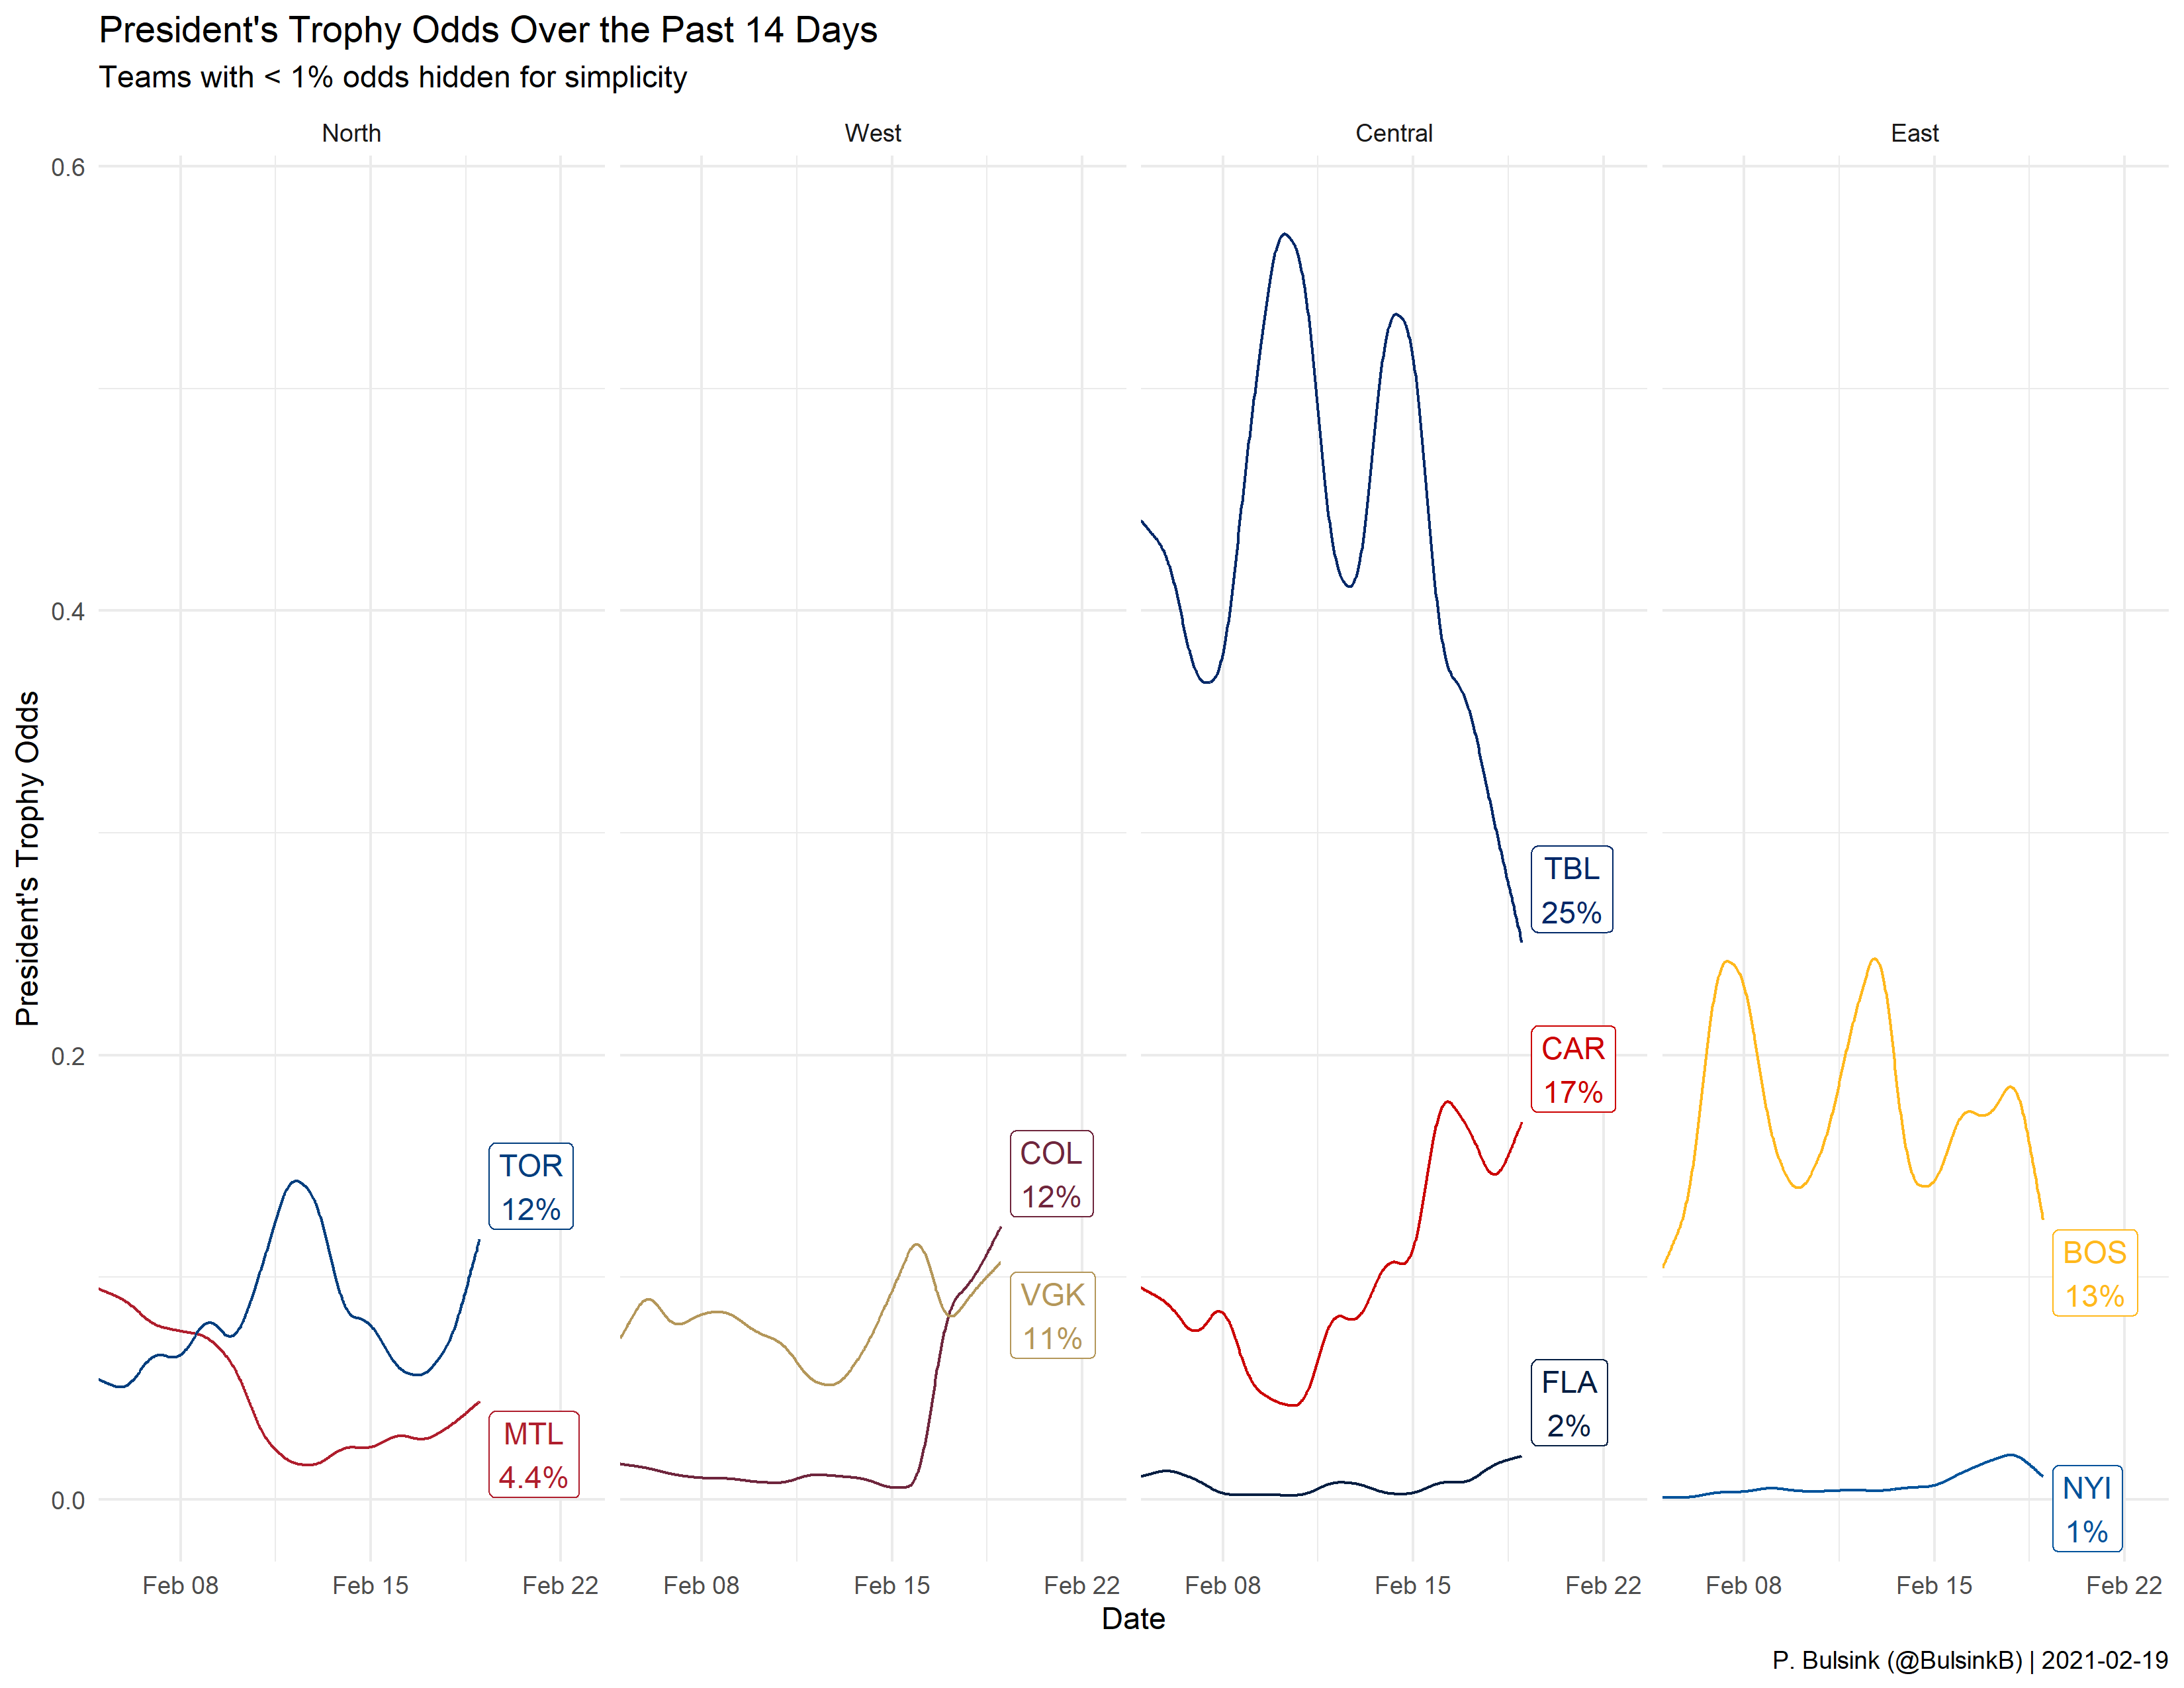 President's Trophy Odds Over the Past 14 Days
Teams with < 1% odds hidden for simplicity
North
West
Central
East
0.6
0.4
0.2
0.0
President's Trophy Odds
TOR
12%
MTL
4.4%
COL
12%
VGK
11%
TBL
25%
CAR
17%
FLA
2%
BOS
13%
NYI
1%
Feb 08
Feb 15
Feb 22
Feb 08
Feb 15
Feb 22
Feb 08
Feb 15
Feb 22
Feb 08
Feb 15
Feb 22
Date
P. Bulsink (@BulsinkB) | 2021-02-19